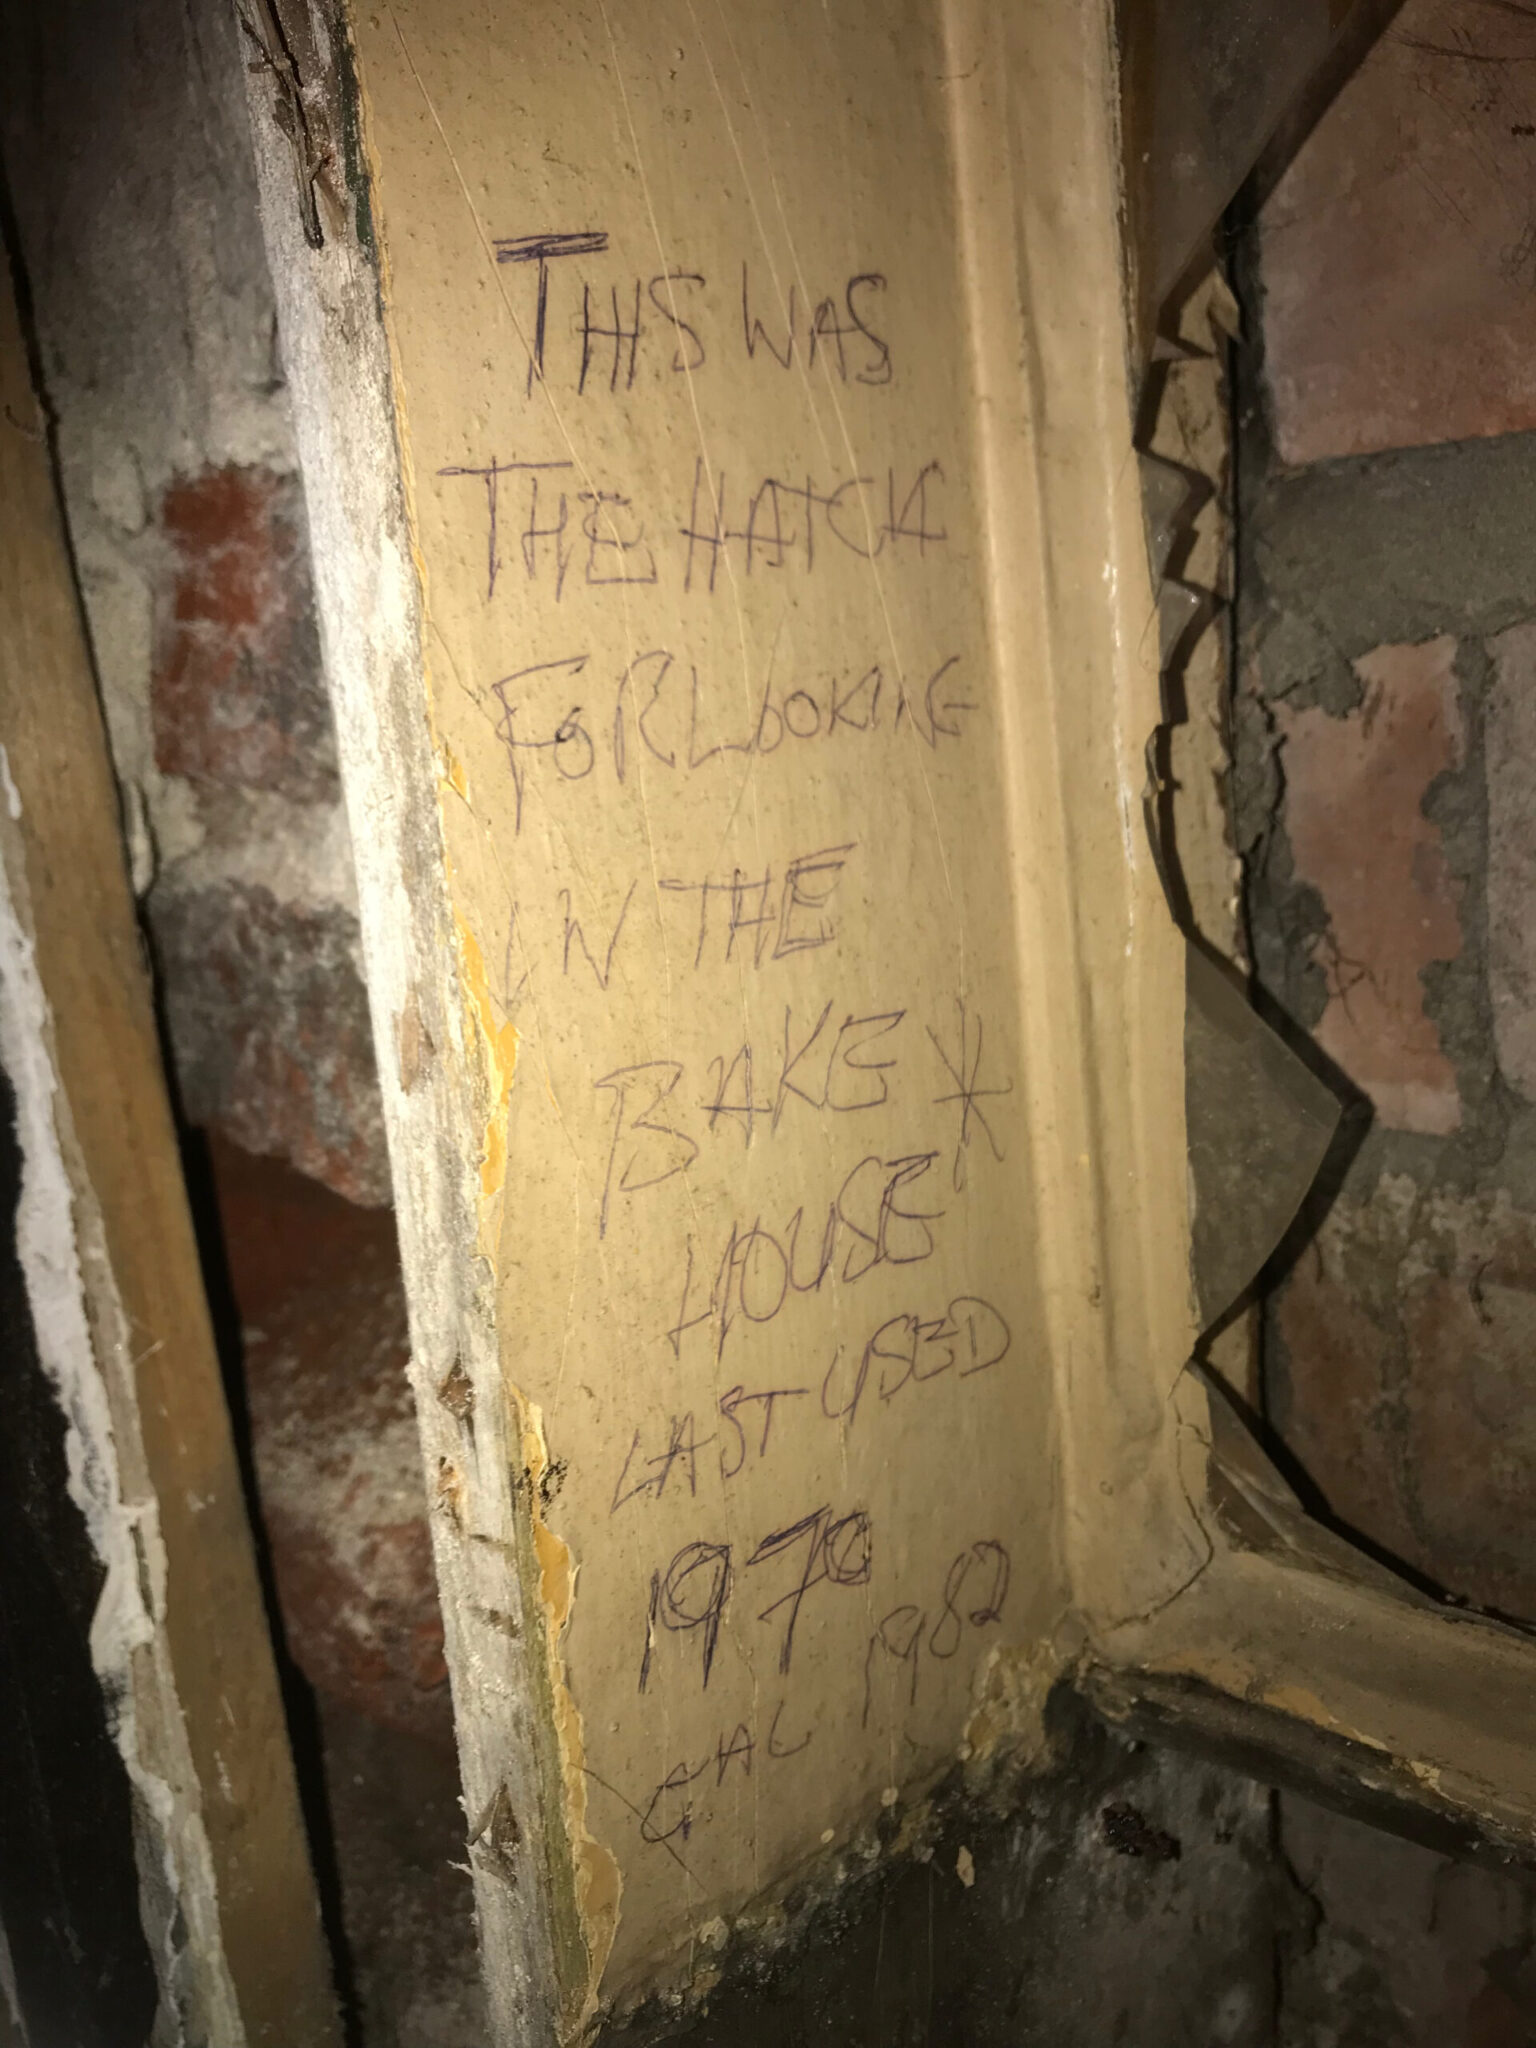 THIS WAS
THE HATCH
FOR LOOKING
IN THE
BAKE *
HOUSE
LAST USED
1970
GAL 1982